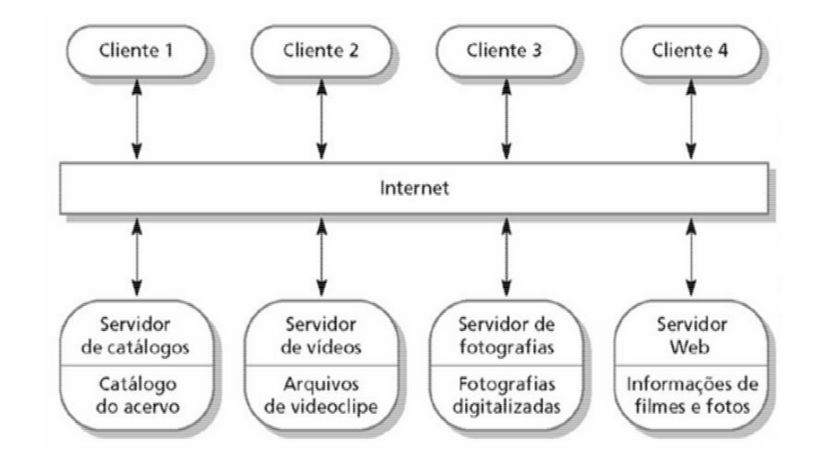 Cliente 1
Cliente 2
Cliente 3
Cliente 4
Internet
Servidor
de catálogos
Catálogo
do acervo
Servidor
de vídeos
Arquivos
de videoclipe
Servidor de
fotografias
Fotografias
digitalizadas
Servidor
Web
Informações de
filmes e fotos